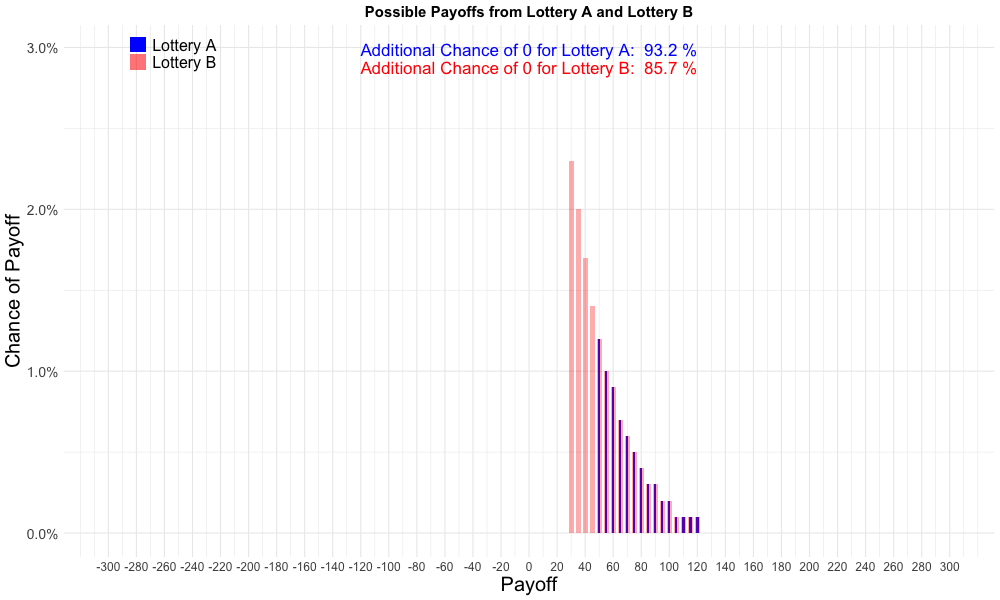 Possible Payoffs from Lottery A and Lottery B
Lottery A
Lottery B
Additional Chance of 0 for Lottery A: 93.2 %
Additional Chance of 0 for Lottery B: 85.7 %
Chance of Payoff
3.0%
2.0%
1.0%
0.0%
-300 -280 -260 -240 -220 -200 -180 -160 -140 -120 -100 -80 -60 -40 -20 0 20 40 60 80 100 120 140 160 180 200 220 240 260 280 300
Payoff